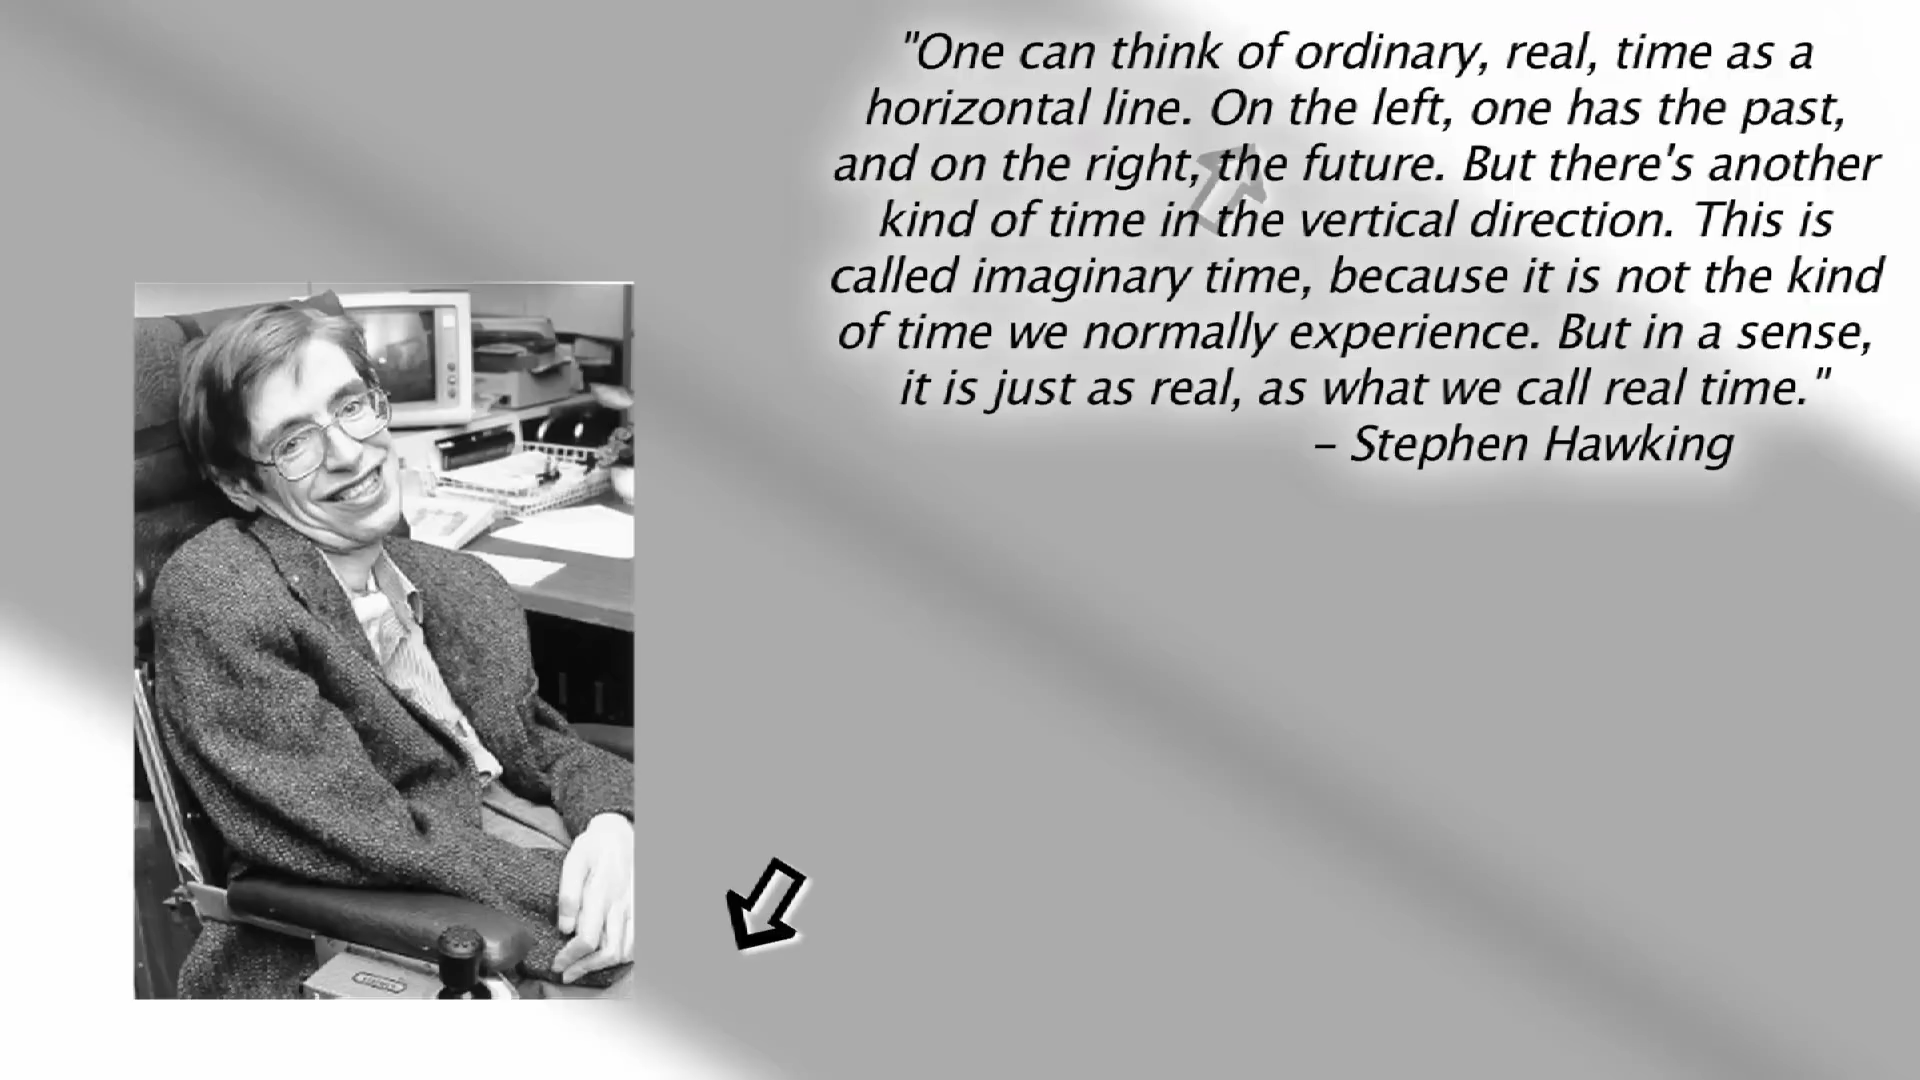 "One can think of ordinary, real, time as a
horizontal line. On the left, one has the past,
and on the right, the future. But there's another
kind of time in the vertical direction. This is
called imaginary time, because it is not the kind
of time we normally experience. But in a sense,
it is just as real, as what we call real time."
– Stephen Hawking